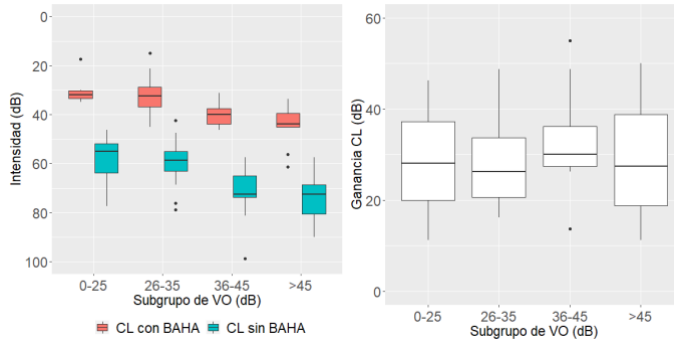 0
20
40
60
80
100
Intensidad (dB)
0-25 26-35 36-45 >45
Subgrupo de VO (dB)
CL con BAHA CL sin BAHA
60
40
20
0
Ganancia CL (dB)
0-25 26-35 36-45 >45
Subgrupo de VO (dB)